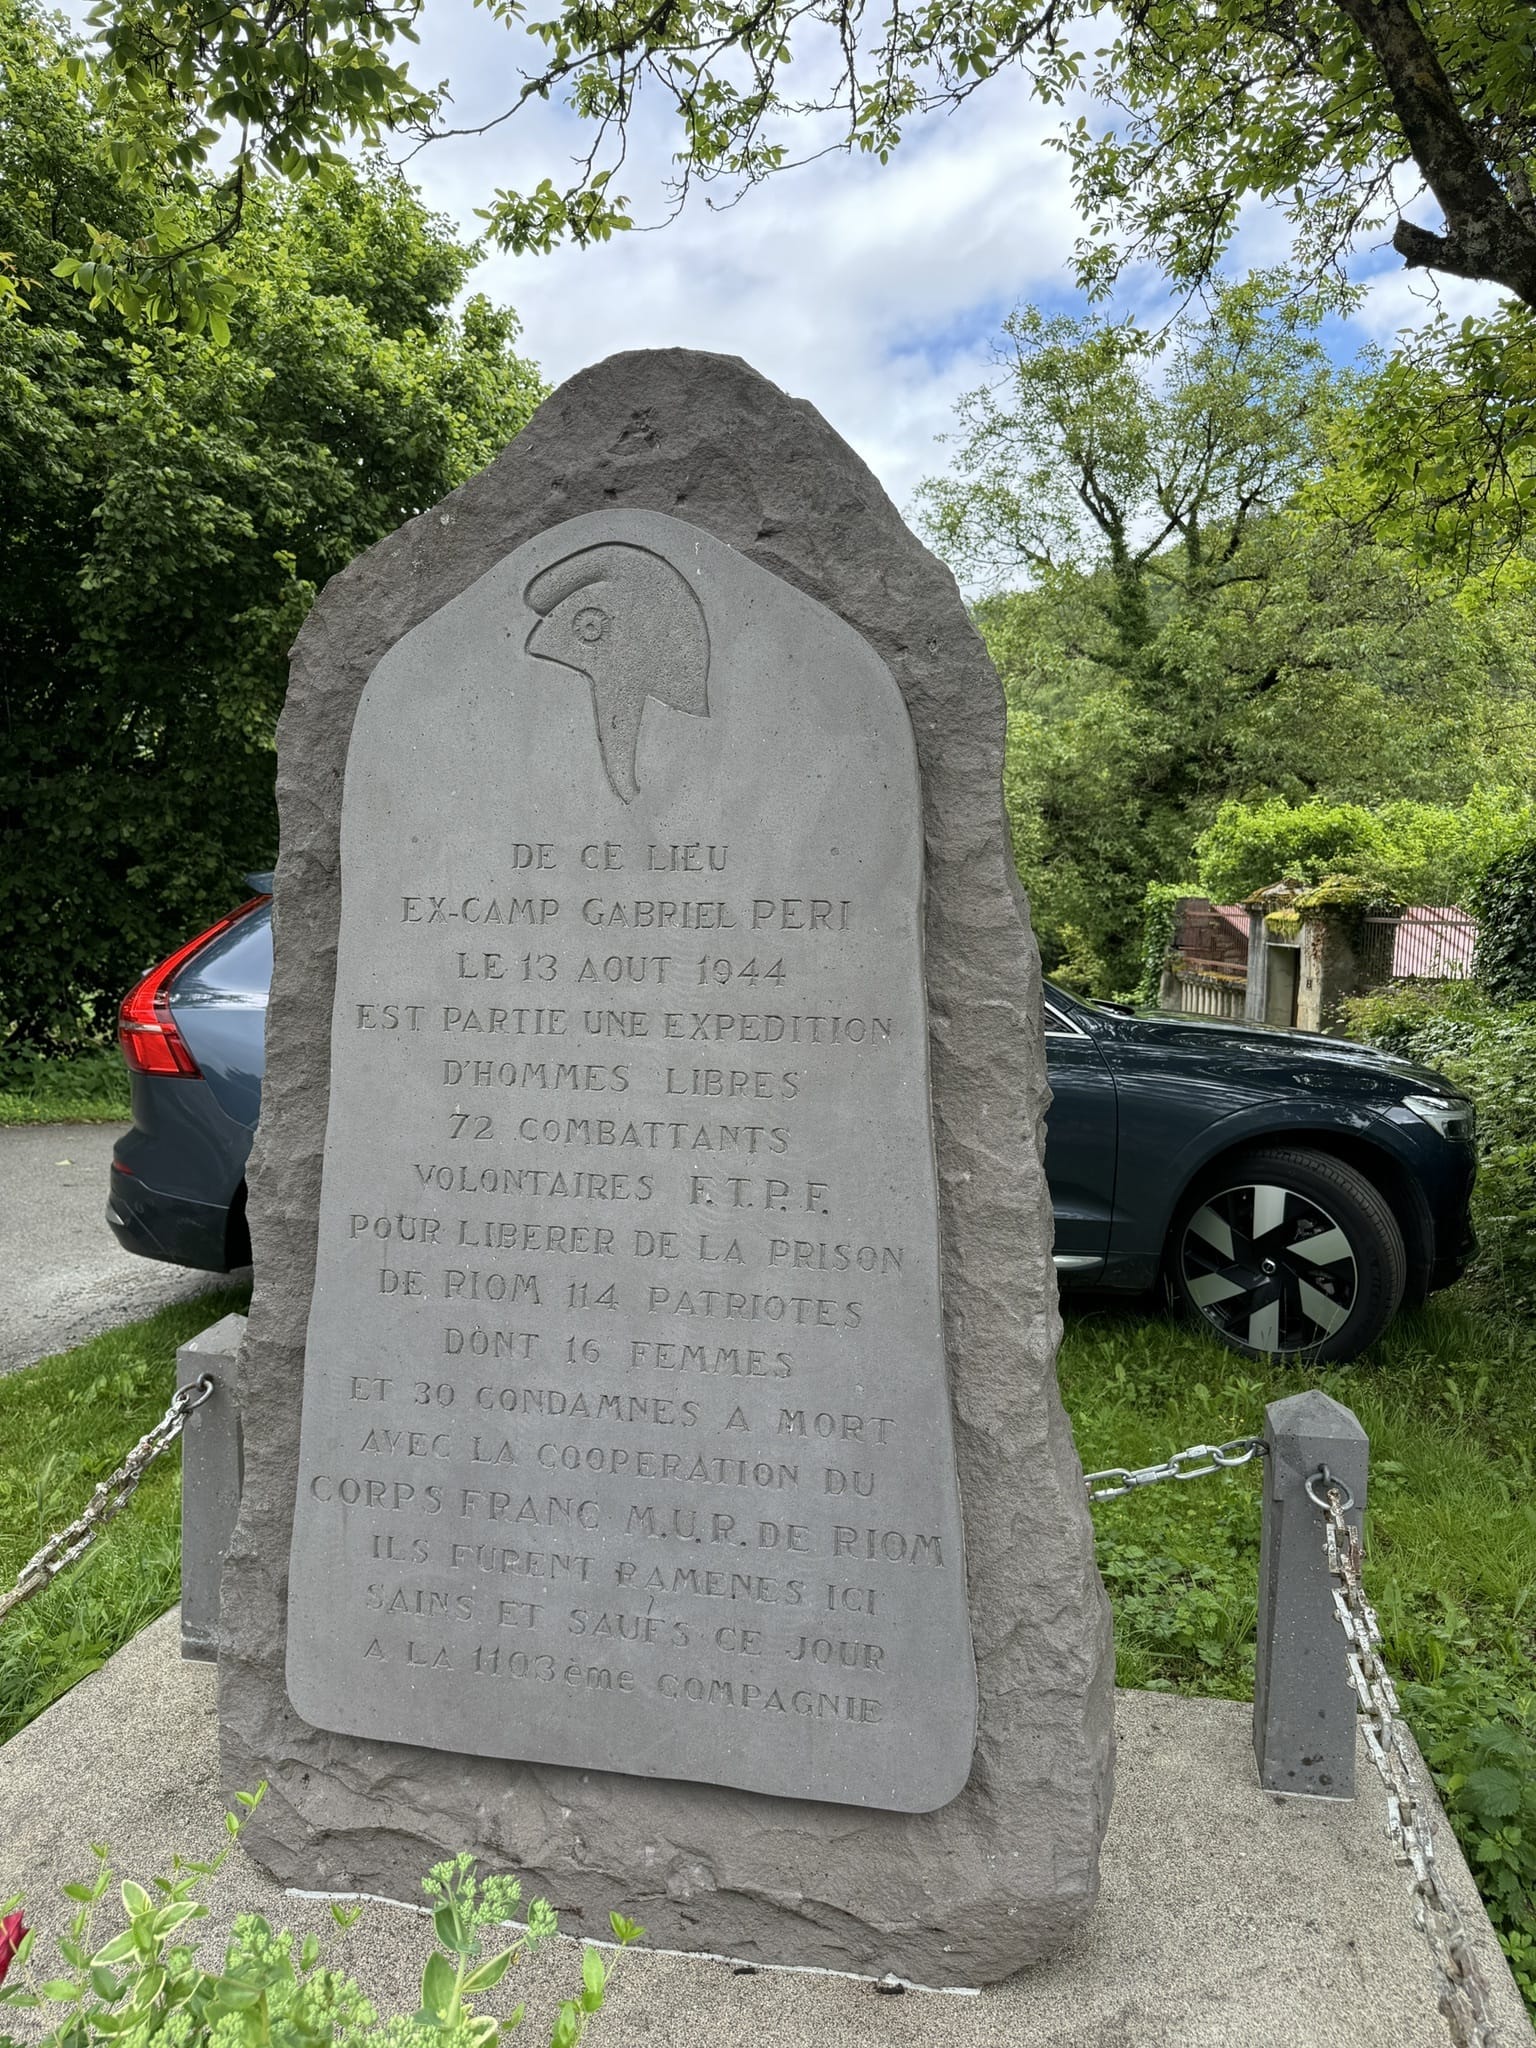 DE CE LIEU
EX-CAMP GABRIEL PERI
LE 13 AOUT 1944
EST PARTIE UNE EXPEDITION
D'HOMMES LIBRES
72 COMBATTANTS
VOLONTAIRES F.T.P.F.
POUR LIBERER DE LA PRISON
DE RIOM 114 PATRIOTES
DONT 16 FEMMES
ET 30 CONDAMNES A MORT
AVEC LA COOPERATION DU
CORPS FRANC M.U.R. DE RIOM
ILS FURENT RAMENES ICI
SAINS ET SAUFS CE JOUR
A LA 1103ème COMPAGNIE